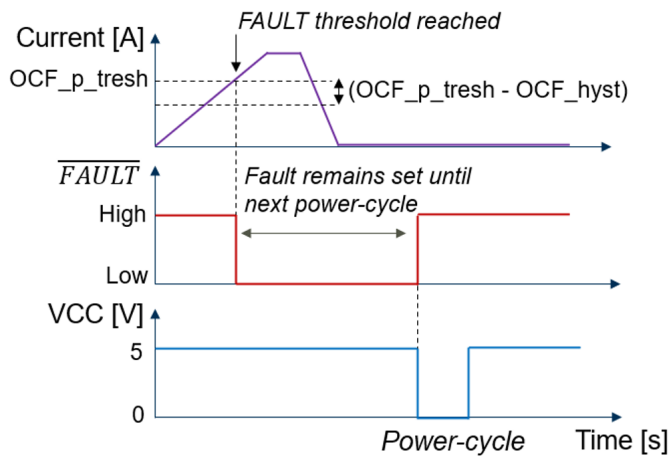 FAULT threshold reached
Current [A]
OCF_p_tresh
(OCF_p_tresh - OCF_hyst)
FAULT
Fault remains set until
next power-cycle
High
Low
VCC [V]
5
0
Power-cycle
Time [s]